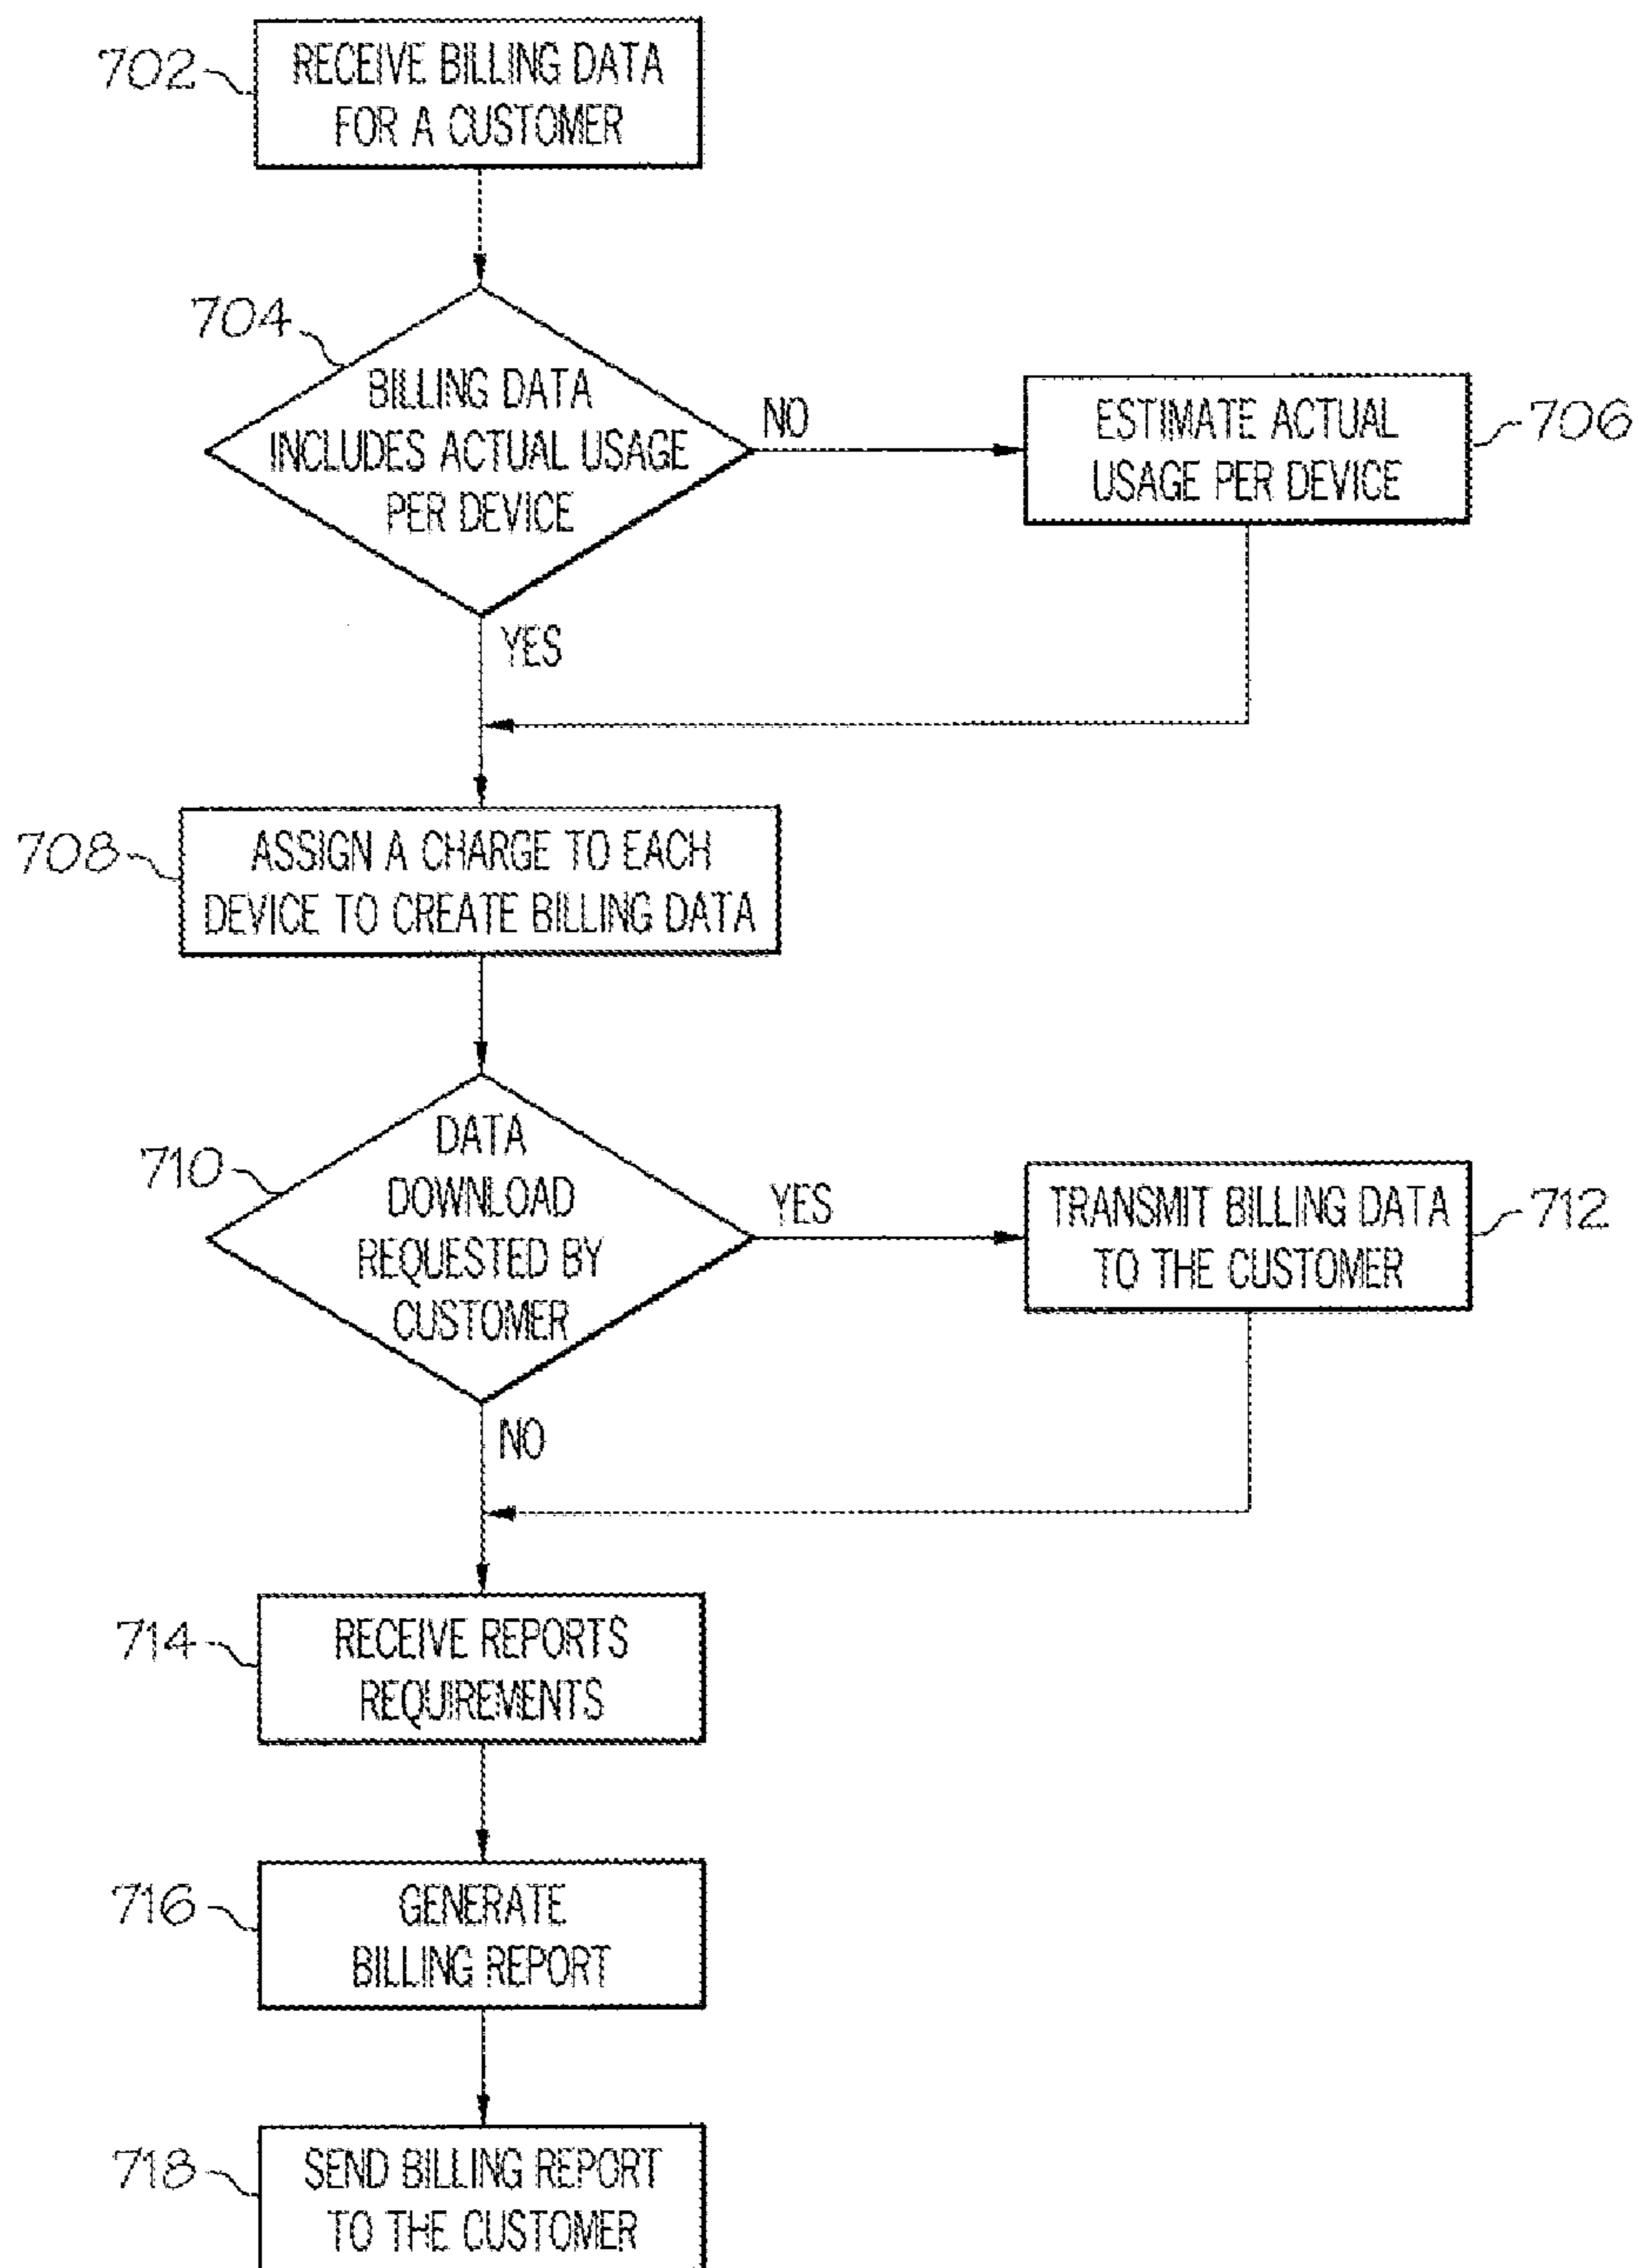 702
RECEIVE BILLING DATA
FOR A CUSTOMER
704
BILLING DATA
INCLUDES ACTUAL USAGE
PER DEVICE
NO
ESTIMATE ACTUAL
USAGE PER DEVICE
706
YES
708
ASSIGN A CHARGE TO EACH
DEVICE TO CREATE BILLING DATA
710
DATA
DOWNLOAD
REQUESTED BY
CUSTOMER
YES
TRANSMIT BILLING DATA
TO THE CUSTOMER
712
NO
714
RECEIVE REPORTS
REQUIREMENTS
716
GENERATE
BILLING REPORT
718
SEND BILLING REPORT
TO THE CUSTOMER